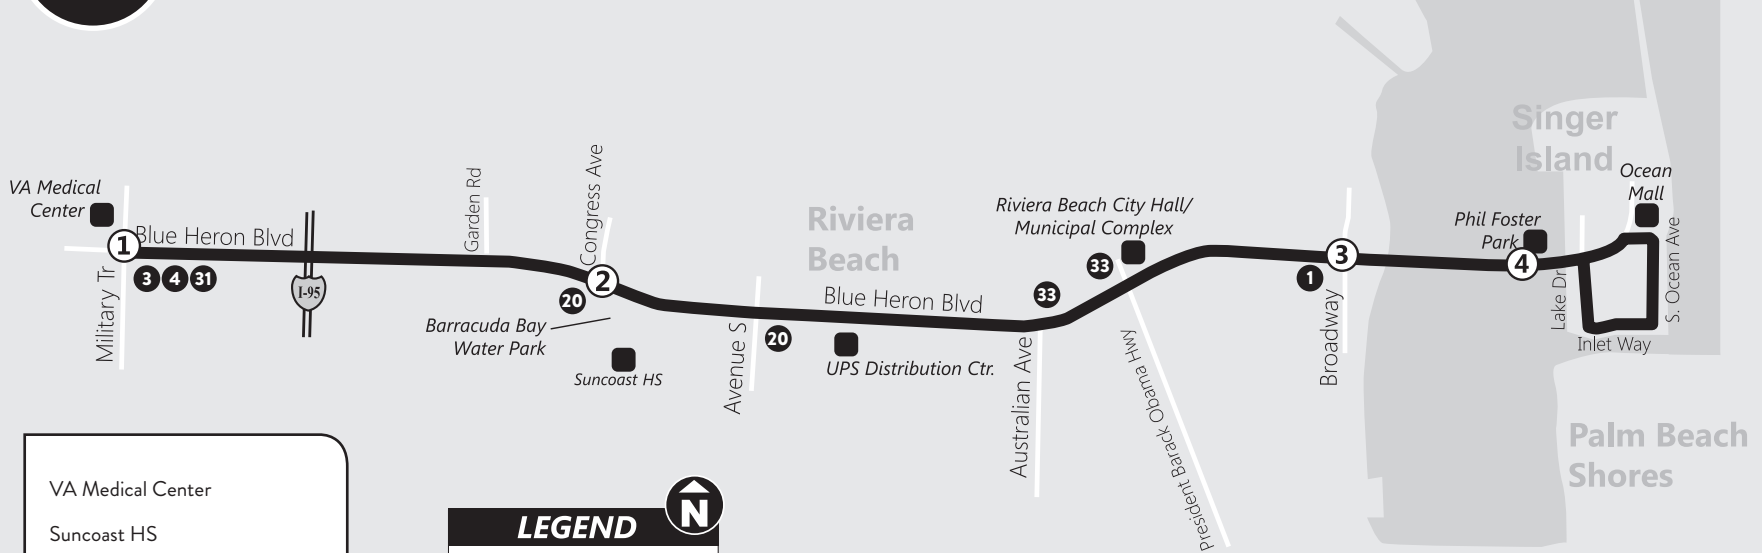 VA Medical
Center
1
Blue Heron Blvd
3 4 31
Military Tr
I-95
Garden Rd
Congress Ave
2
20
Barracuda Bay
Water Park
Suncoast HS
Avenue S
20
Riviera
Beach
Blue Heron Blvd
UPS Distribution Ctr.
Australian Ave
33
33
Riviera Beach City Hall/
Municipal Complex
President Barack Obama Hwy
1
3
Broadway
Singer
Island
Phil Foster
Park
4
Ocean
Mall
Lake Dr
S. Ocean Ave
Inlet Way
Palm Beach
Shores
VA Medical Center
Suncoast HS
LEGEND
N